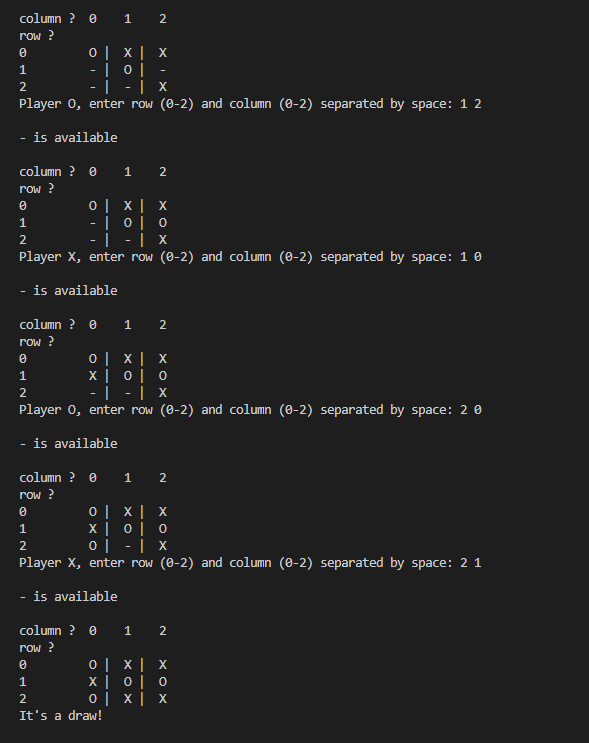 column ?  0    1    2
row ?
0         O |  X |  X
1         - |  O |  -
2         - |  - |  X
Player O, enter row (0-2) and column (0-2) separated by space: 1 2
- is available
column ?  0    1    2
row ?
0         O |  X |  X
1         - |  O |  O
2         - |  - |  X
Player X, enter row (0-2) and column (0-2) separated by space: 1 0
- is available
column ?  0    1    2
row ?
0         O |  X |  X
1         X |  O |  O
2         - |  - |  X
Player O, enter row (0-2) and column (0-2) separated by space: 2 0
- is available
column ?  0    1    2
row ?
0         O |  X |  X
1         X |  O |  O
2         O |  - |  X
Player X, enter row (0-2) and column (0-2) separated by space: 2 1
- is available
column ?  0    1    2
row ?
0         O |  X |  X
1         X |  O |  O
2         O |  X |  X
It's a draw!